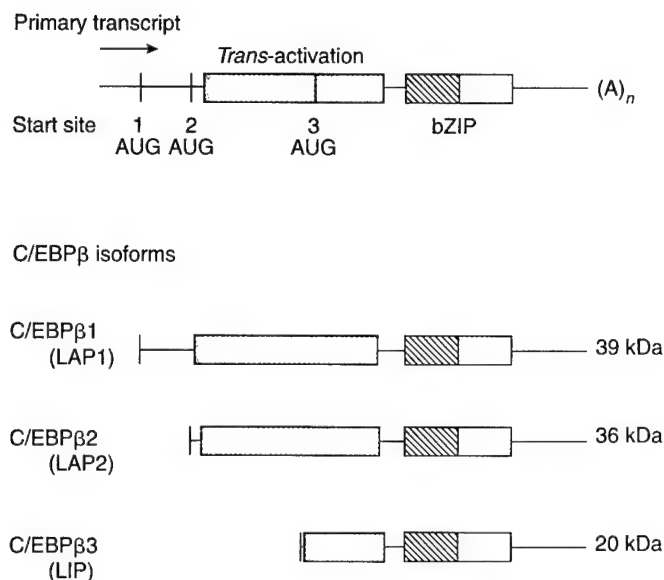 Primary transcript
Trans-activation
(A)n
Start site 1 2 3 bZIP
AUG AUG AUG
C/EBPβ isoforms
C/EBPβ1
(LAP1)
39 kDa
C/EBPβ2
(LAP2)
36 kDa
C/EBPβ3
(LIP)
20 kDa